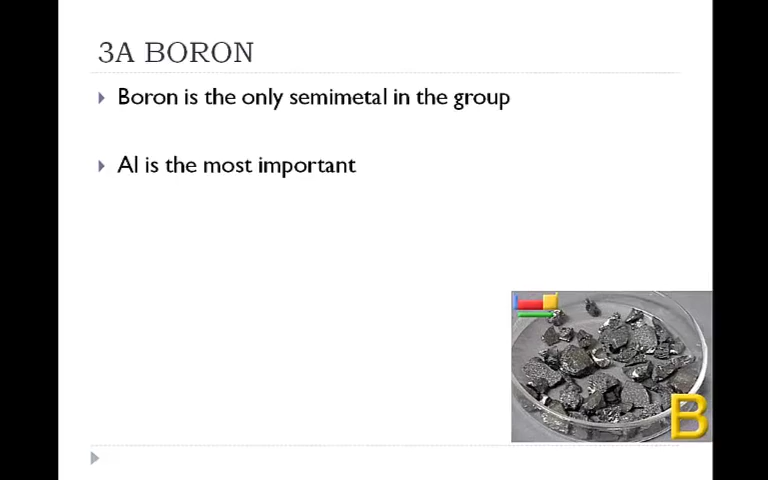 3A BORON
Boron is the only semimetal in the group
Al is the most important
B